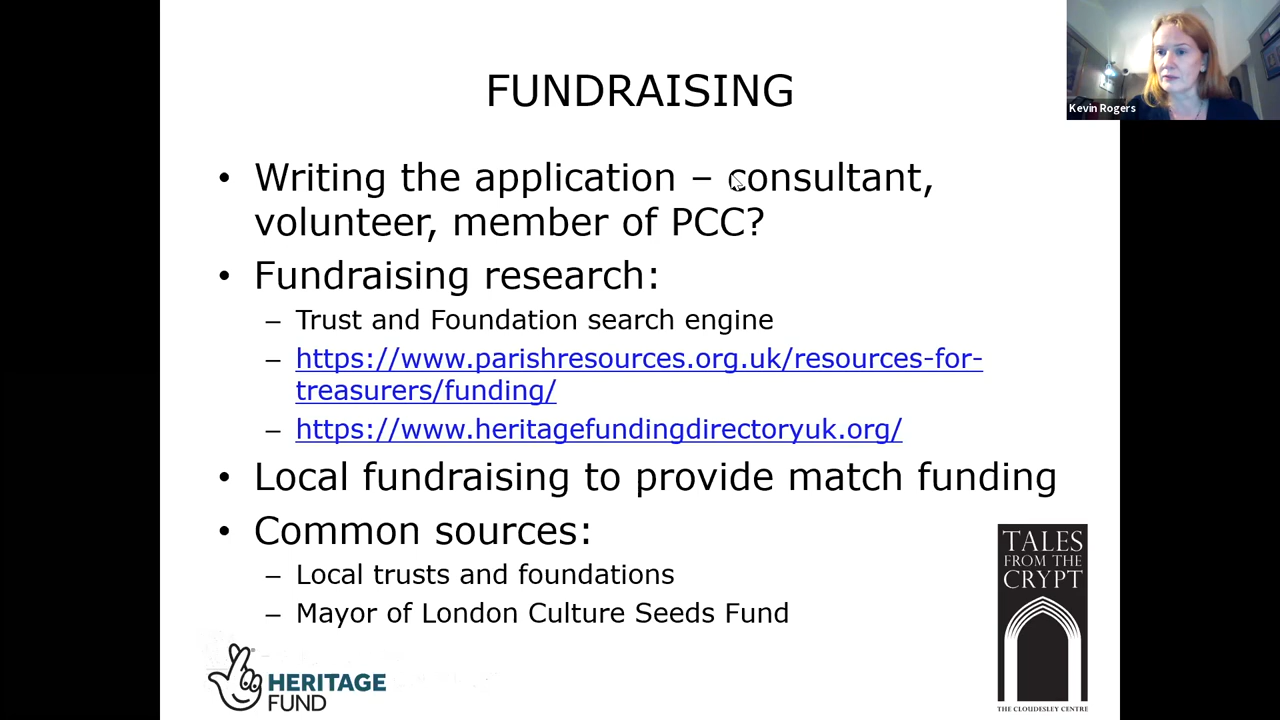 FUNDRAISING
Kevin Rogers
• Writing the application – consultant,
volunteer, member of PCC?
• Fundraising research:
– Trust and Foundation search engine
– https://www.parishresources.org.uk/resources-for-
treasurers/funding/
– https://www.heritagefundingdirectoryuk.org/
• Local fundraising to provide match funding
• Common sources:
– Local trusts and foundations
– Mayor of London Culture Seeds Fund
TALES
FROM THE
CRYPT
THE CLOUDESLEY CENTRE
HERITAGE
FUND